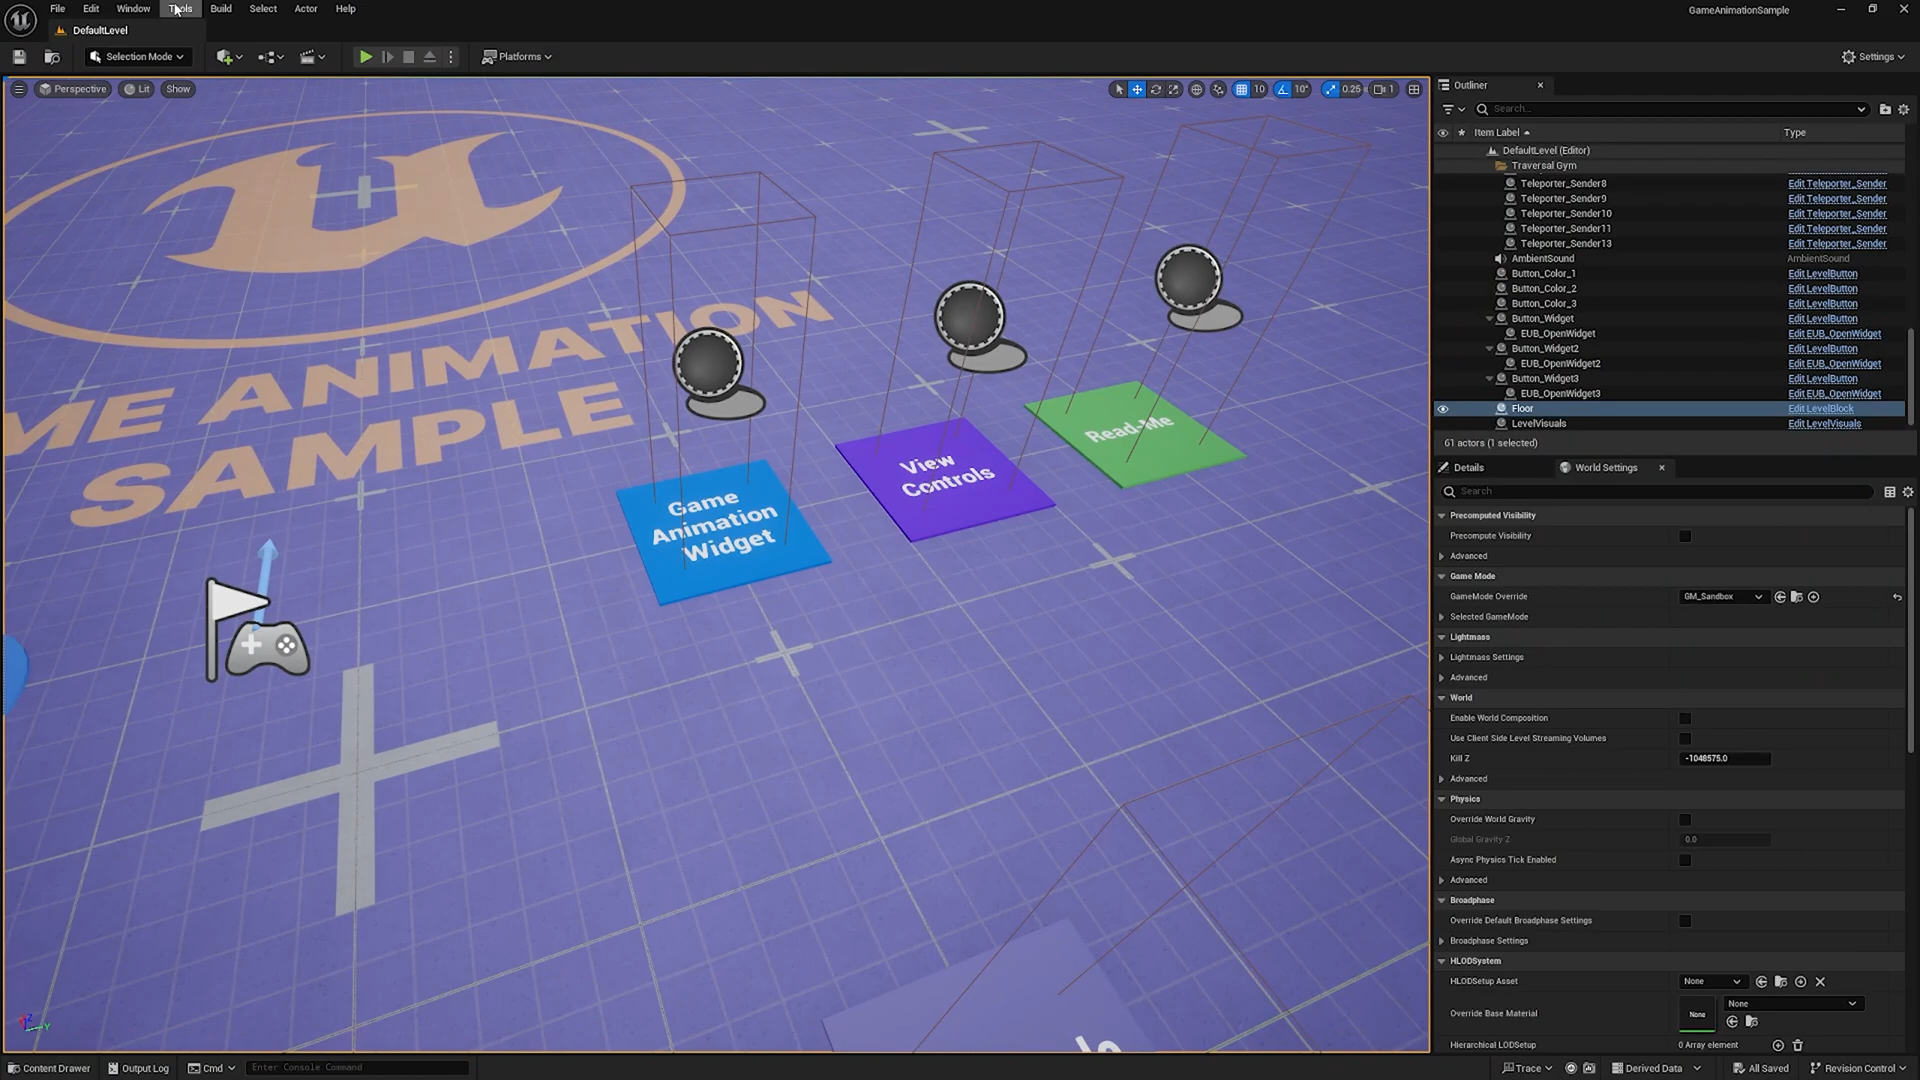 File Edit Window Tools Build Select Actor Help
GameAnimationSample
DefaultLevel
Selection Mode
Platforms
Settings
Perspective
Lit
Show
10
10°
0.25
1
ME ANIMATION
SAMPLE
Game
Animation
Widget
View
Controls
Read-Me
Outliner
Search...
Item Label
Type
DefaultLevel (Editor)
Traversal Gym
Teleporter_Sender8 Edit Teleporter_Sender
Teleporter_Sender9 Edit Teleporter_Sender
Teleporter_Sender10 Edit Teleporter_Sender
Teleporter_Sender11 Edit Teleporter_Sender
Teleporter_Sender13 Edit Teleporter_Sender
AmbientSound AmbientSound
Button_Color_1 Edit LevelButton
Button_Color_2 Edit LevelButton
Button_Color_3 Edit LevelButton
Button_Widget Edit LevelButton
EUB_OpenWidget Edit EUB_OpenWidget
Button_Widget2 Edit LevelButton
EUB_OpenWidget2 Edit EUB_OpenWidget
Button_Widget3 Edit LevelButton
EUB_OpenWidget3 Edit EUB_OpenWidget
Floor Edit LevelBlock
LevelVisuals Edit LevelVisuals
61 actors (1 selected)
Details
World Settings
Search
Precomputed Visibility
Precompute Visibility
Advanced
Game Mode
GameMode Override GM_Sandbox
Selected GameMode
Lightmass
Lightmass Settings
Advanced
World
Enable World Composition
Use Client Side Level Streaming Volumes
Kill Z -1048575.0
Advanced
Physics
Override World Gravity
Global Gravity Z 0.0
Async Physics Tick Enabled
Advanced
Broadphase
Override Default Broadphase Settings
Broadphase Settings
HLODSystem
HLODSetup Asset None
Override Base Material None None
Hierarchical LODSetup 0 Array element
Z
Y
Content Drawer
Output Log
Cmd
Enter Console Command
Trace
Derived Data
All Saved
Revision Control